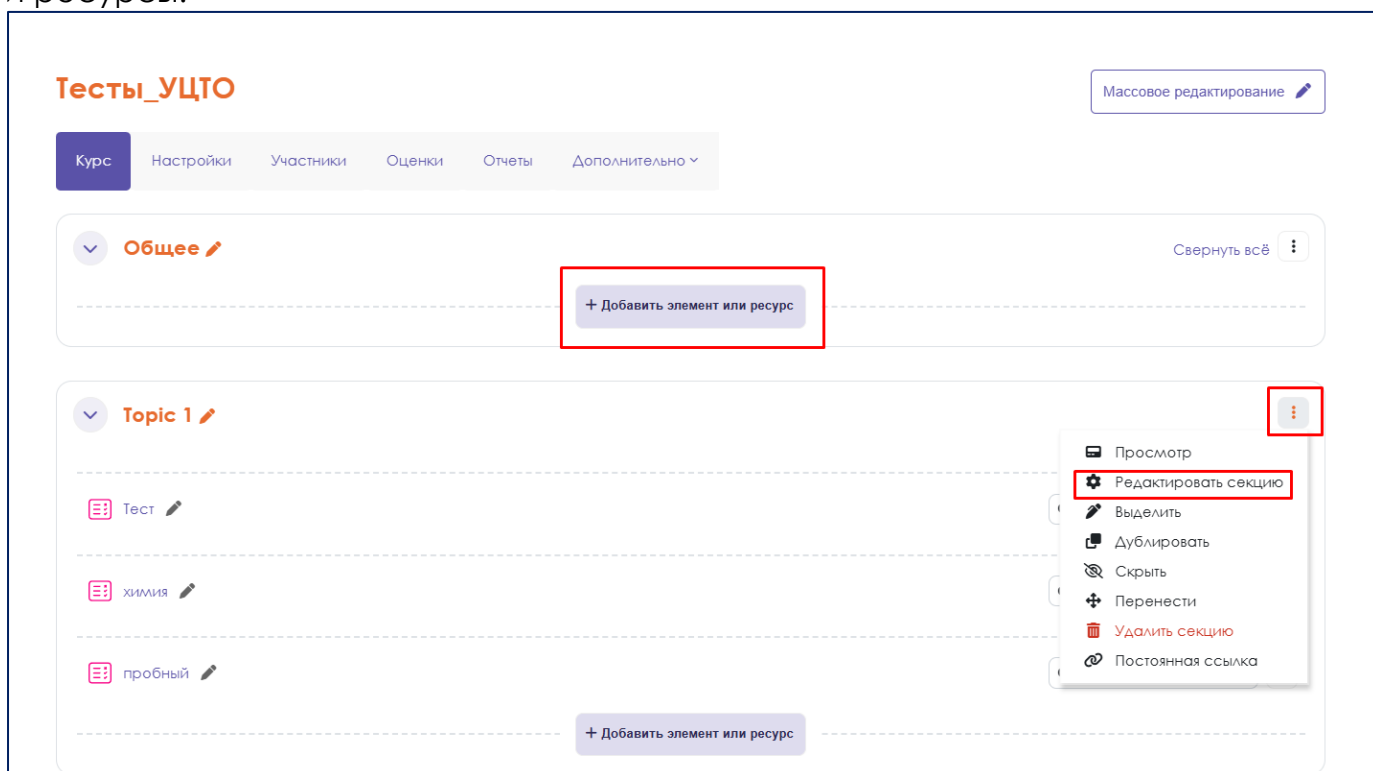 ресурсы.
Тесты_УЦТО
Массовое редактирование
Курс Настройки Участники Оценки Отчеты Дополнительно
Общее
Свернуть всё
+ Добавить элемент или ресурс
Topic 1
Просмотр
Редактировать секцию
Тест
Выделить
Дублировать
Скрыть
химия
Перенести
Удалить секцию
Постоянная ссылка
пробный
+ Добавить элемент или ресурс